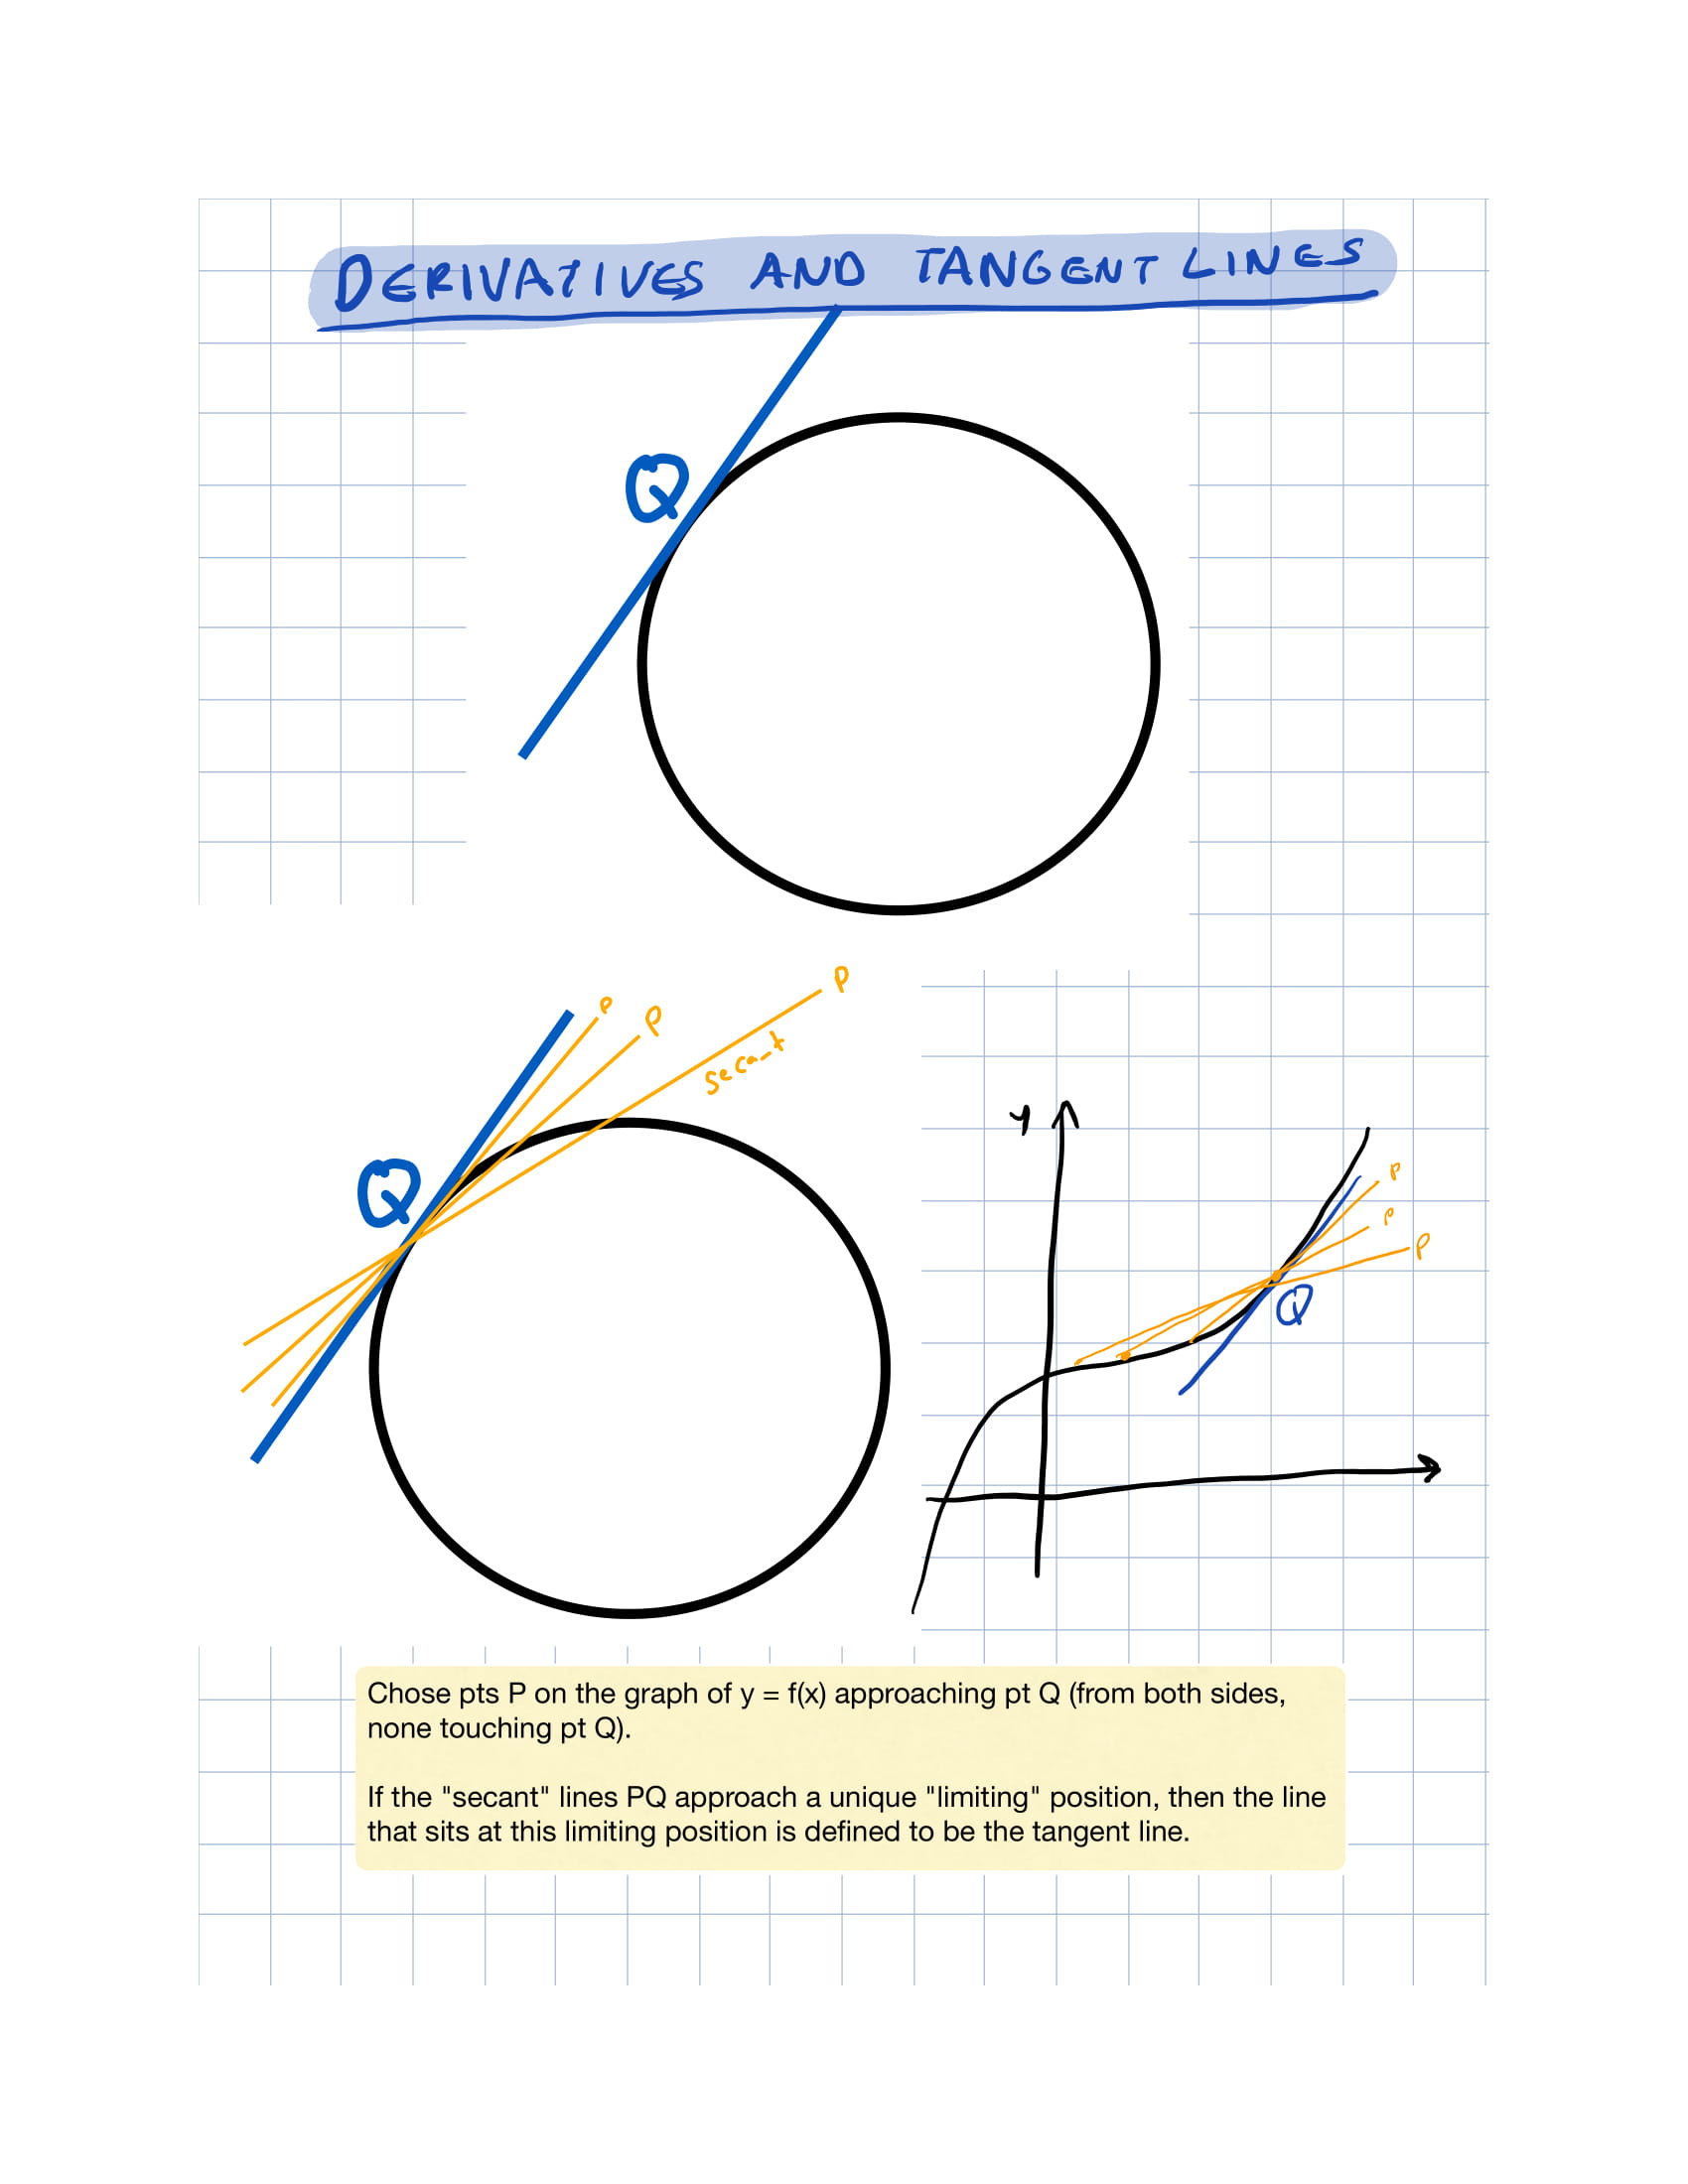 DERIVATIVES AND TANGENT LINES
Q
P
P
P
secant
Q
y
P
P
P
Q
Chose pts P on the graph of y = f(x) approaching pt Q (from both sides,
none touching pt Q).
If the "secant" lines PQ approach a unique "limiting" position, then the line
that sits at this limiting position is defined to be the tangent line.